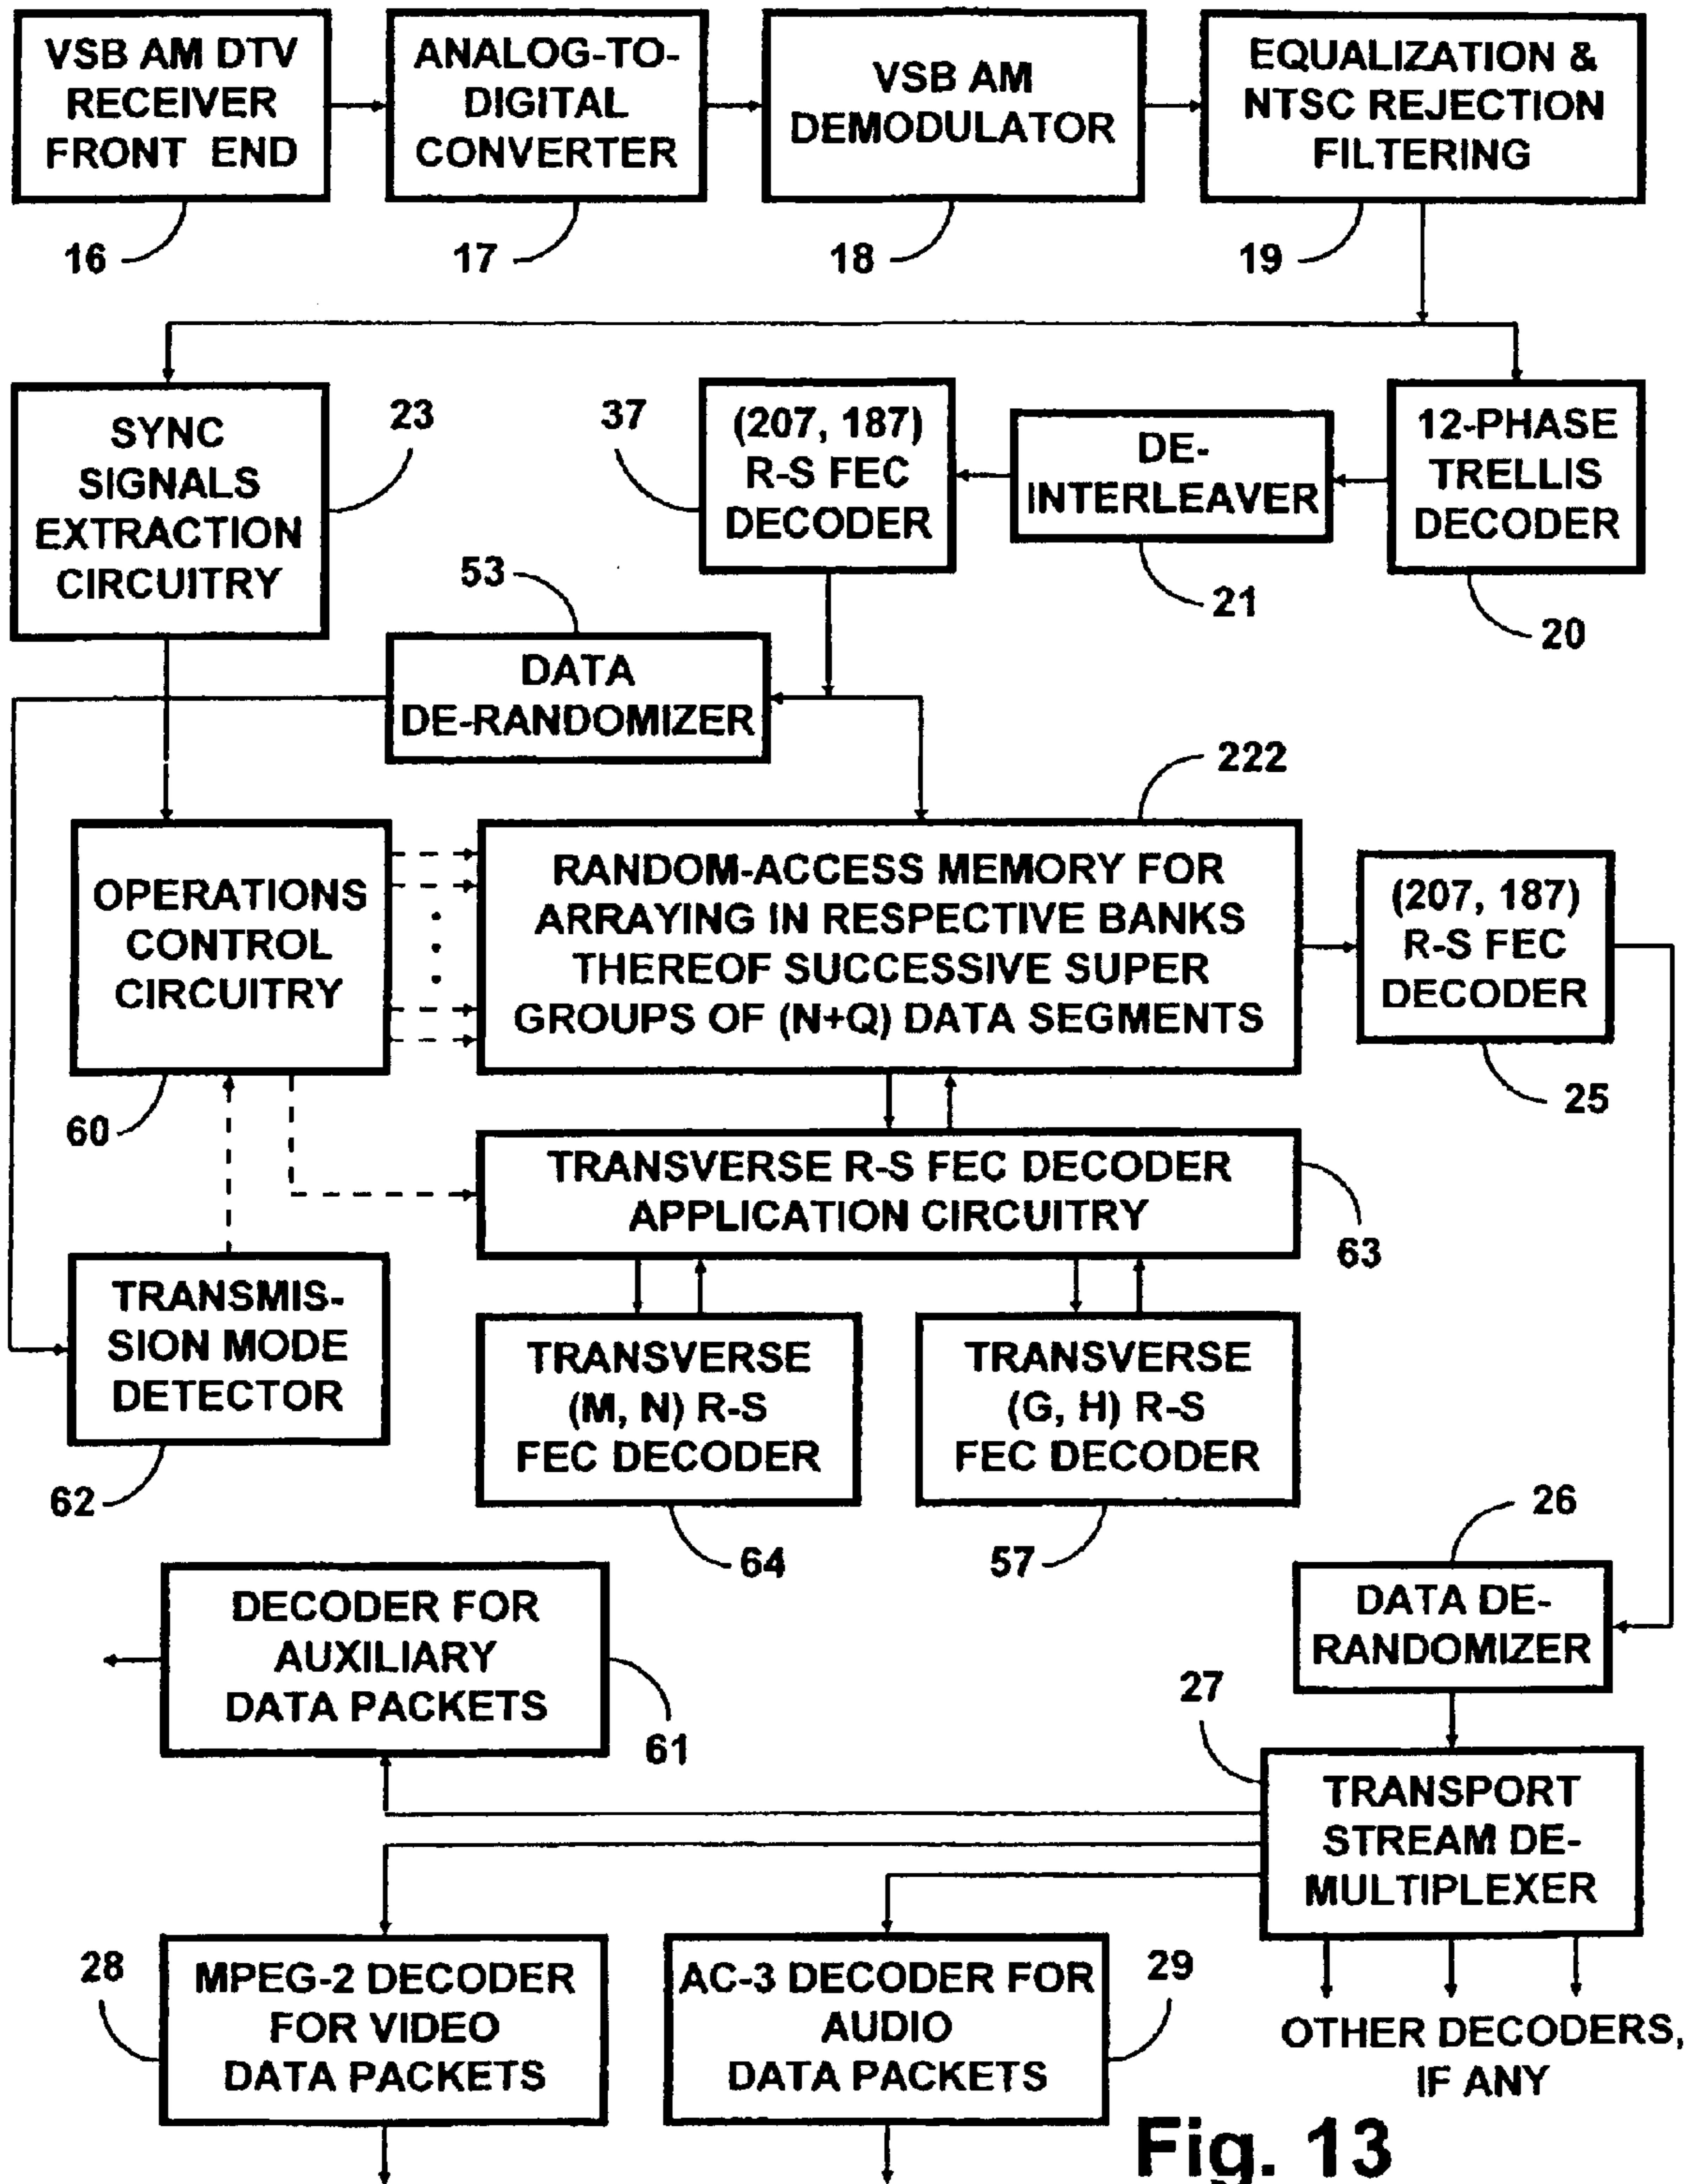 VSB AM DTV
RECEIVER
FRONT END
16
ANALOG-TO-
DIGITAL
CONVERTER
17
VSB AM
DEMODULATOR
18
EQUALIZATION &
NTSC REJECTION
FILTERING
19
SYNC
SIGNALS
EXTRACTION
CIRCUITRY
23
37
(207, 187)
R-S FEC
DECODER
DE-
INTERLEAVER
21
12-PHASE
TRELLIS
DECODER
20
53
DATA
DE-RANDOMIZER
222
OPERATIONS
CONTROL
CIRCUITRY
60
RANDOM-ACCESS MEMORY FOR
ARRAYING IN RESPECTIVE BANKS
THEREOF SUCCESSIVE SUPER
GROUPS OF (N+Q) DATA SEGMENTS
(207, 187)
R-S FEC
DECODER
25
TRANSVERSE R-S FEC DECODER
APPLICATION CIRCUITRY
63
TRANSMIS-
SION MODE
DETECTOR
62
TRANSVERSE
(M, N) R-S
FEC DECODER
64
TRANSVERSE
(G, H) R-S
FEC DECODER
57
26
DATA DE-
RANDOMIZER
DECODER FOR
AUXILIARY
DATA PACKETS
61
27
TRANSPORT
STREAM DE-
MULTIPLEXER
28
MPEG-2 DECODER
FOR VIDEO
DATA PACKETS
AC-3 DECODER FOR
AUDIO
DATA PACKETS
29
OTHER DECODERS,
IF ANY
Fig. 13